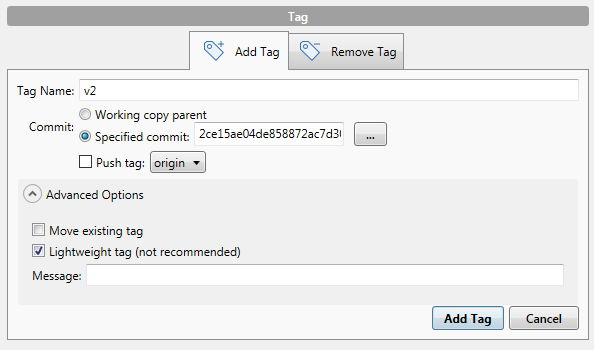 Tag
Add Tag Remove Tag
Tag Name: v2
Working copy parent
Commit:
Specified commit: 2ce15ae04de858872ac7d3 ...
Push tag: origin
Advanced Options
Move existing tag
Lightweight tag (not recommended)
Message:
Add Tag Cancel